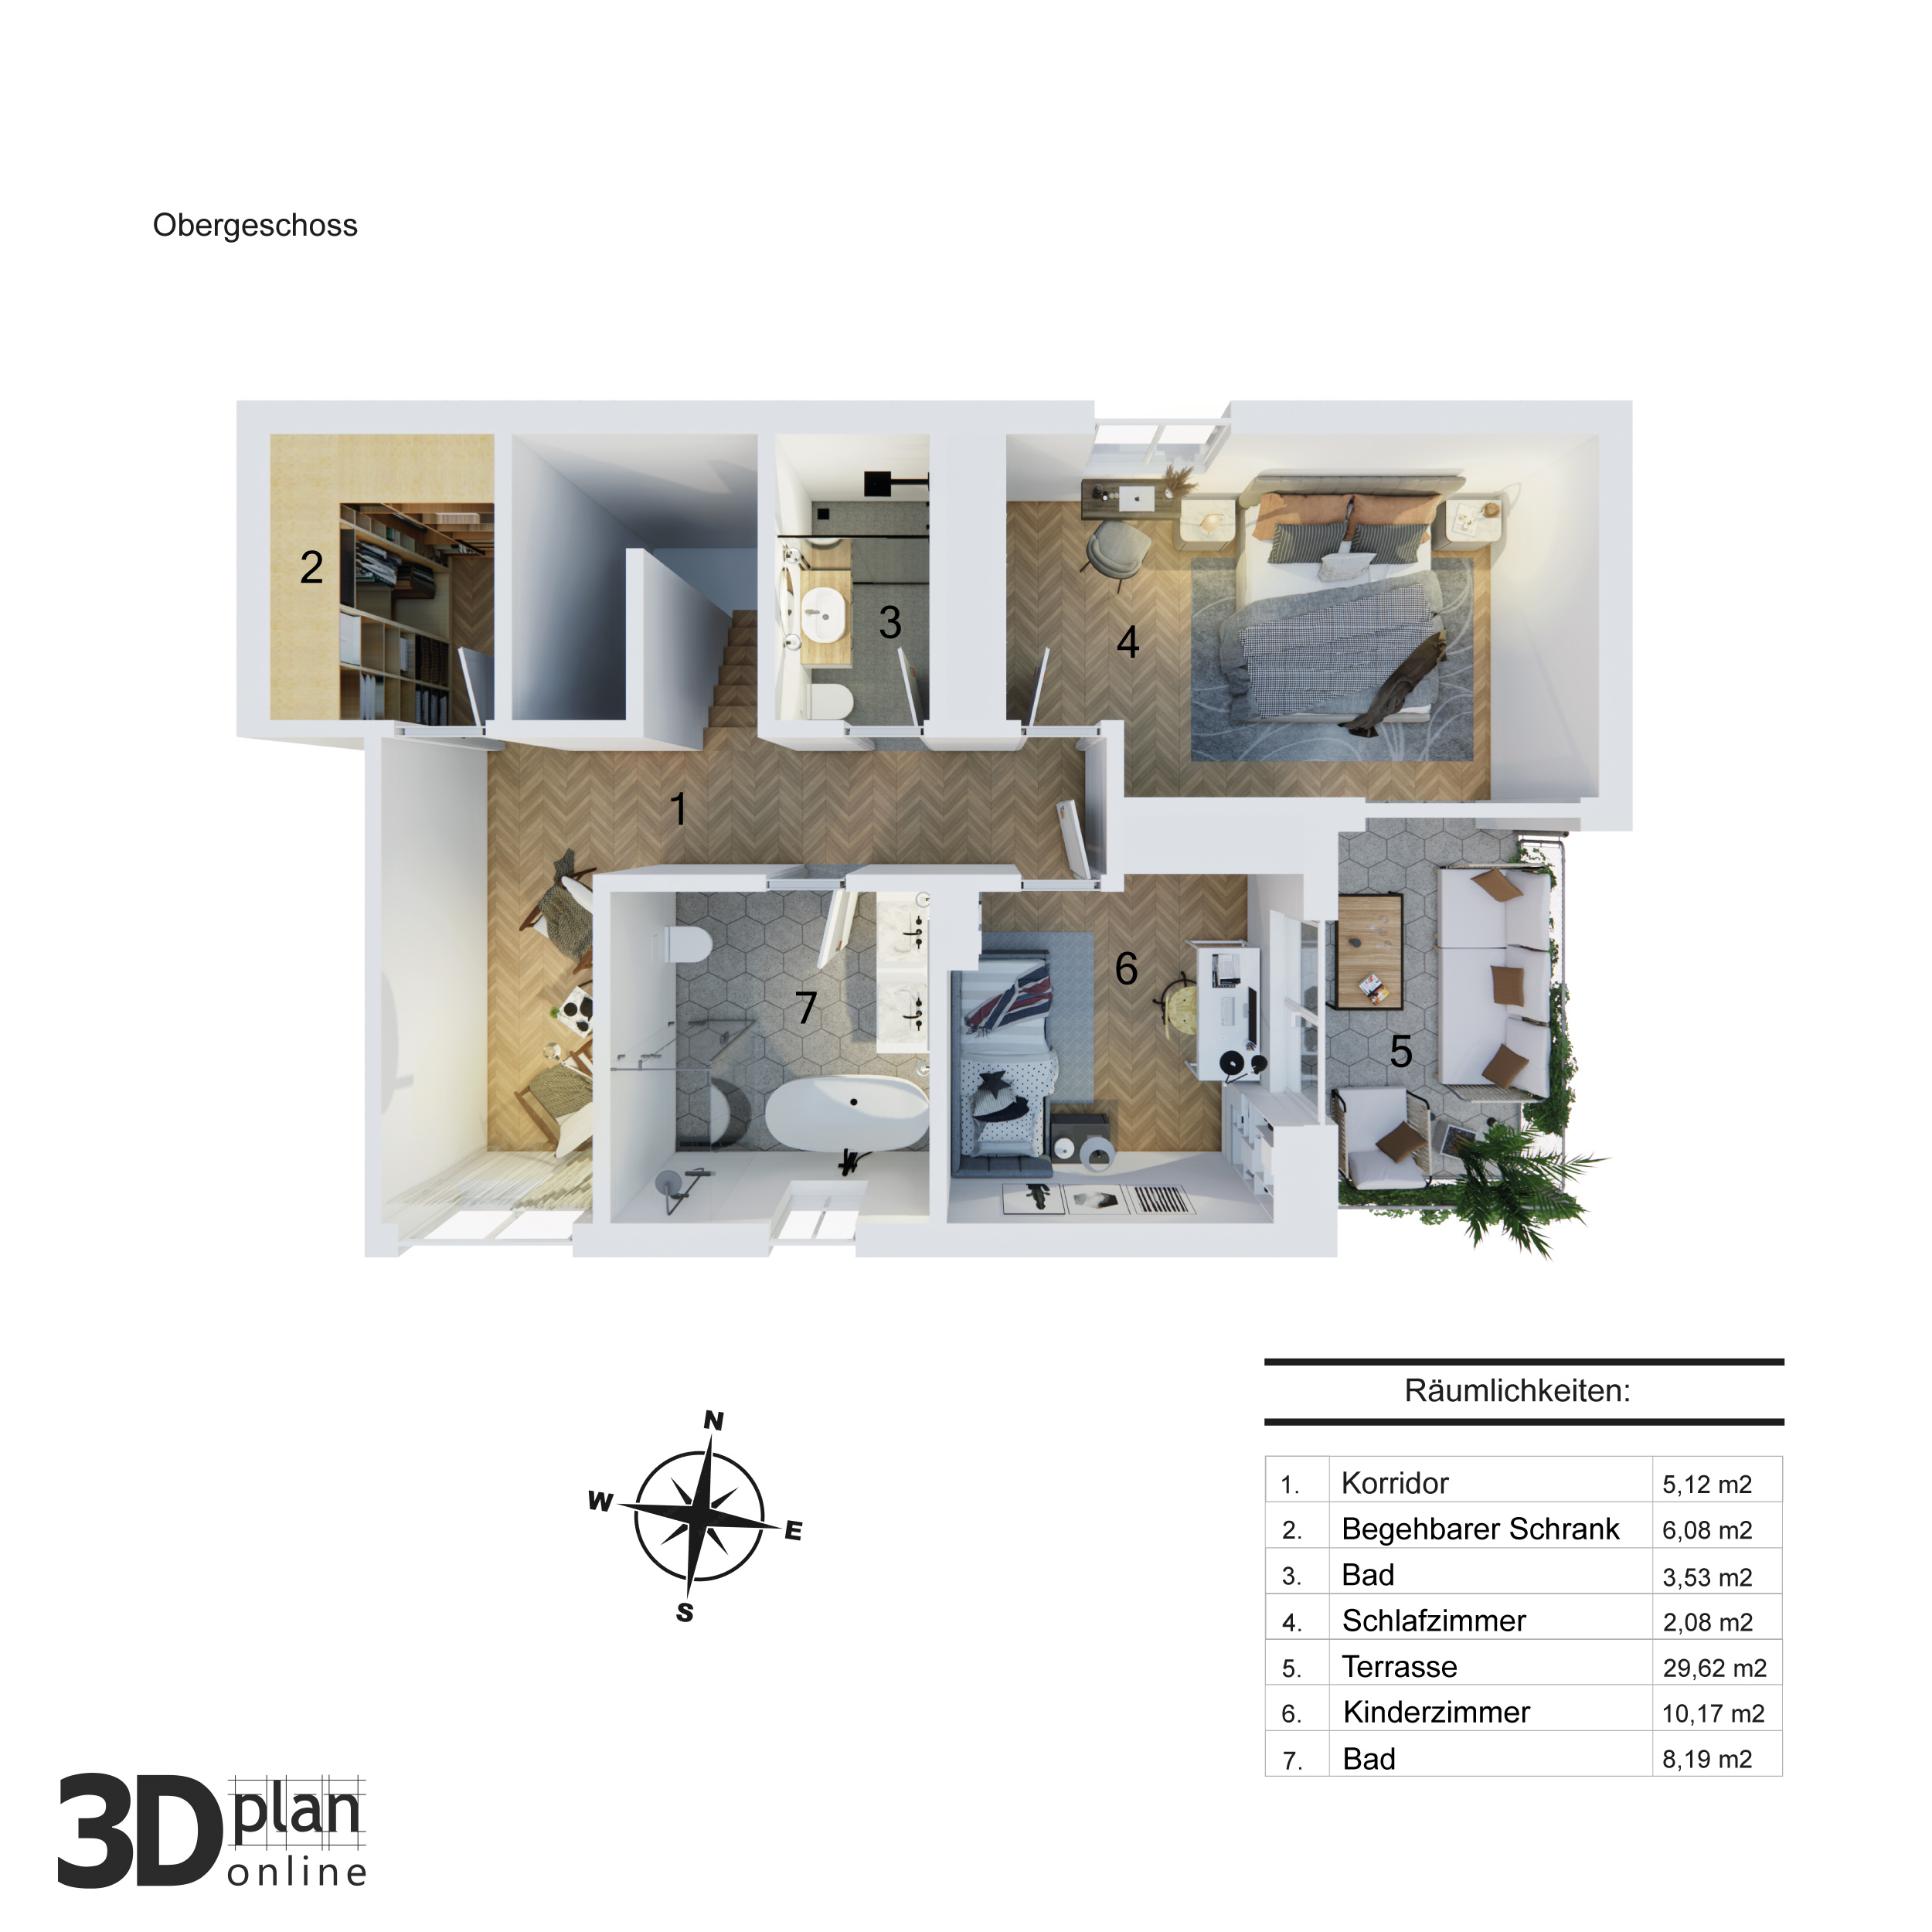 Obergeschoss
2
3
4
1
6
7
5
N
W
E
S
Räumlichkeiten:
1. Korridor 5,12 m2
2. Begehbarer Schrank 6,08 m2
3. Bad 3,53 m2
4. Schlafzimmer 2,08 m2
5. Terrasse 29,62 m2
6. Kinderzimmer 10,17 m2
7. Bad 8,19 m2
3D plan
online